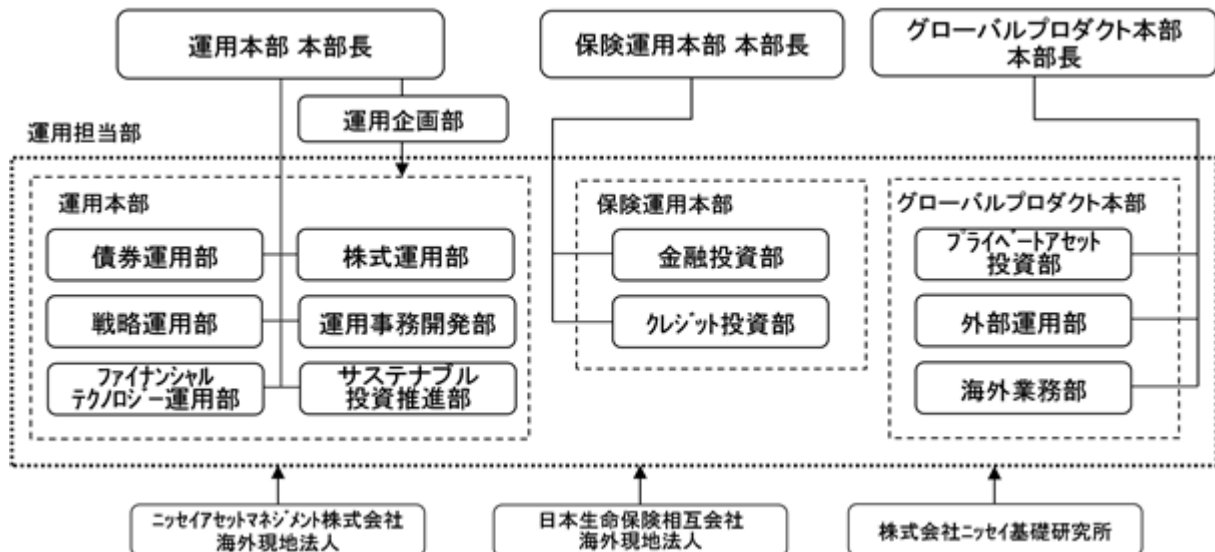 運用本部 本部長
保険運用本部 本部長
グローバルプロダクト本部
本部長
運用企画部
運用担当部
運用本部
保険運用本部
グローバルプロダクト本部
債券運用部
株式運用部
金融投資部
プライベートアセット
投資部
戦略運用部
運用事務開発部
クレジット投資部
外部運用部
ファイナンシャル
テクノロジー運用部
サステナブル
投資推進部
海外業務部
ニッセイアセットマネジメント株式会社
海外現地法人
日本生命保険相互会社
海外現地法人
株式会社ニッセイ基礎研究所